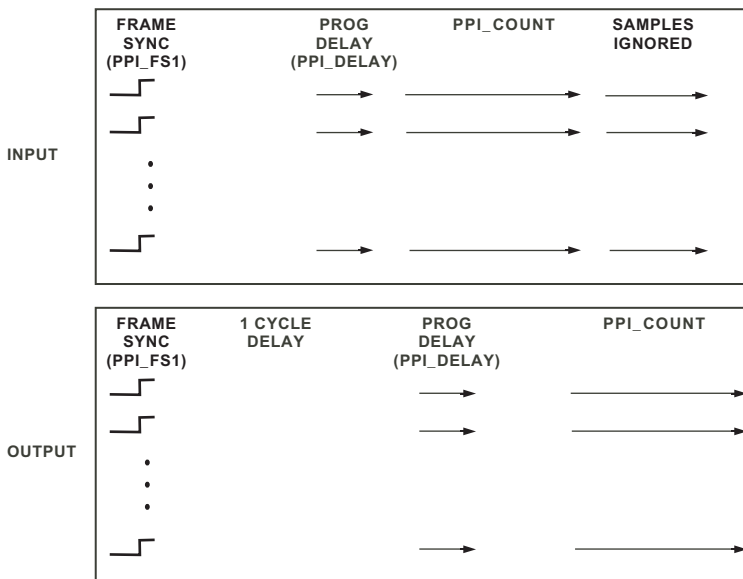 FRAME
SYNC
(PPI_FS1)
PROG
DELAY
(PPI_DELAY)
PPI_COUNT
SAMPLES
IGNORED
INPUT
FRAME
SYNC
(PPI_FS1)
1 CYCLE
DELAY
PROG
DELAY
(PPI_DELAY)
PPI_COUNT
OUTPUT